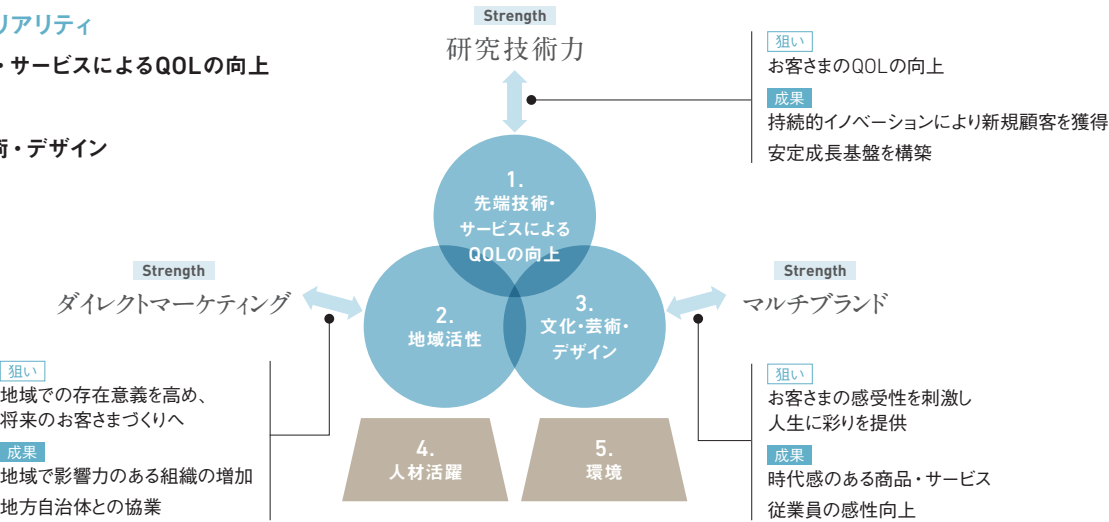 リアリティ
・サービスによるQOLの向上
・デザイン
Strength
研究技術力
狙い
お客さまのQOLの向上
成果
持続的イノベーションにより新規顧客を獲得
安定成長基盤を構築
1.
先端技術・
サービスによる
QOLの向上
Strength
ダイレクトマーケティング
Strength
マルチブランド
2.
地域活性
3.
文化・芸術・
デザイン
狙い
地域での存在意義を高め、
将来のお客さまづくりへ
成果
地域で影響力のある組織の増加
地方自治体との協業
狙い
お客さまの感受性を刺激し
人生に彩りを提供
成果
時代感のある商品・サービス
従業員の感性向上
4.
人材活躍
5.
環境